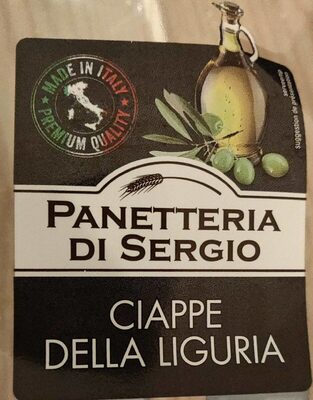 MADE IN ITALY
PREMIUM QUALITY
suggestion de présentation
PANETTERIA
DI SERGIO
CIAPPE
DELLA LIGURIA